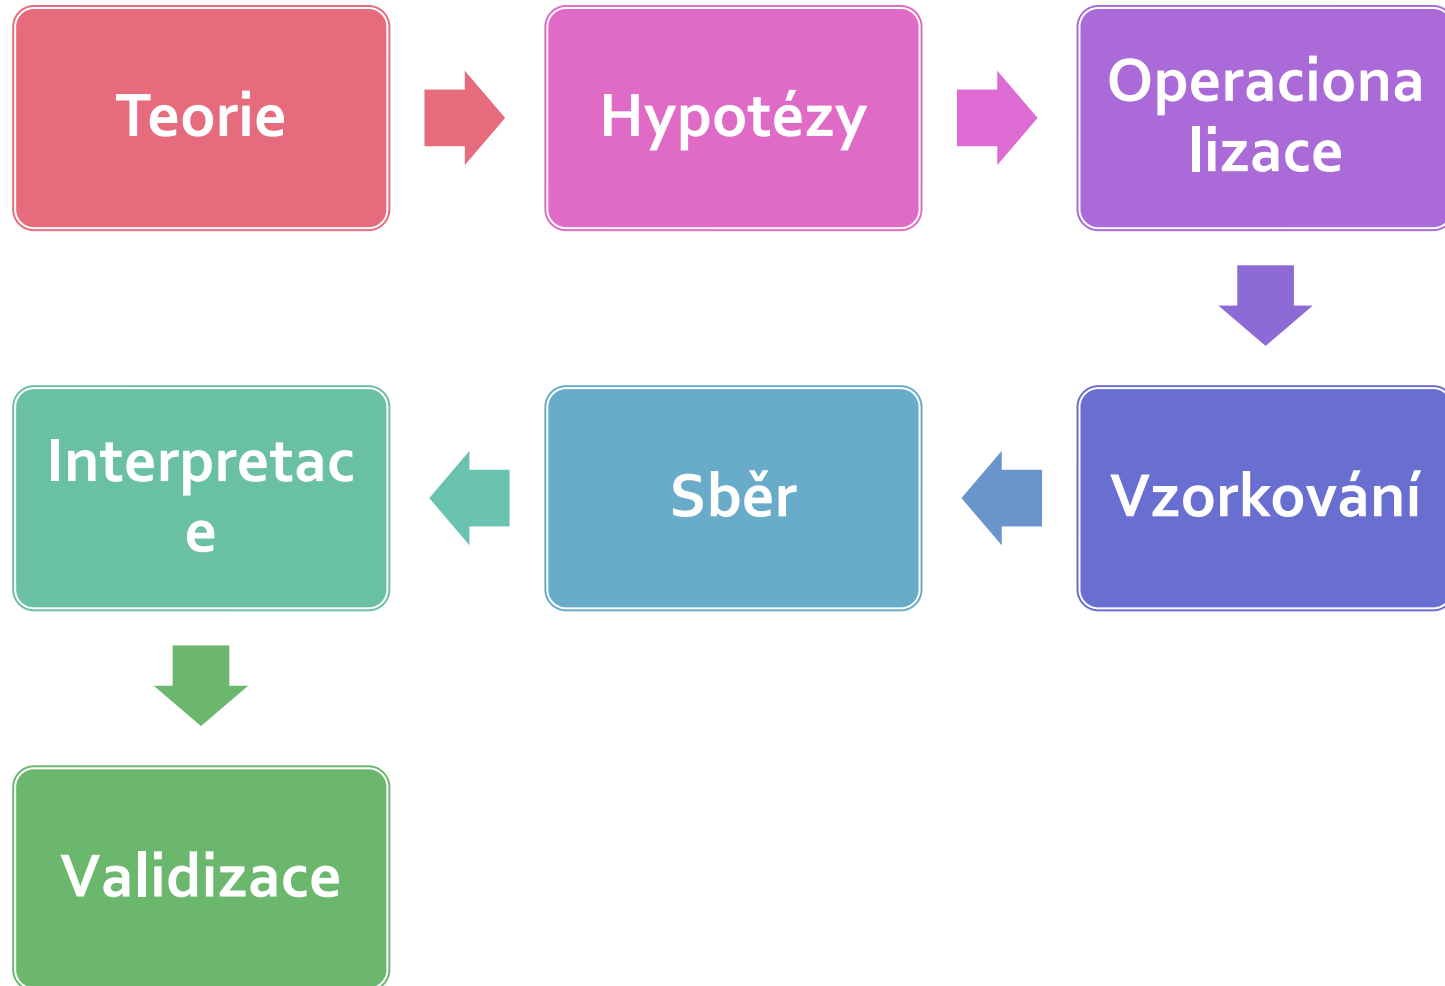 Teorie
Hypotézy
Operaciona
lizace
Vzorkování
Sběr
Interpretac
e
Validizace